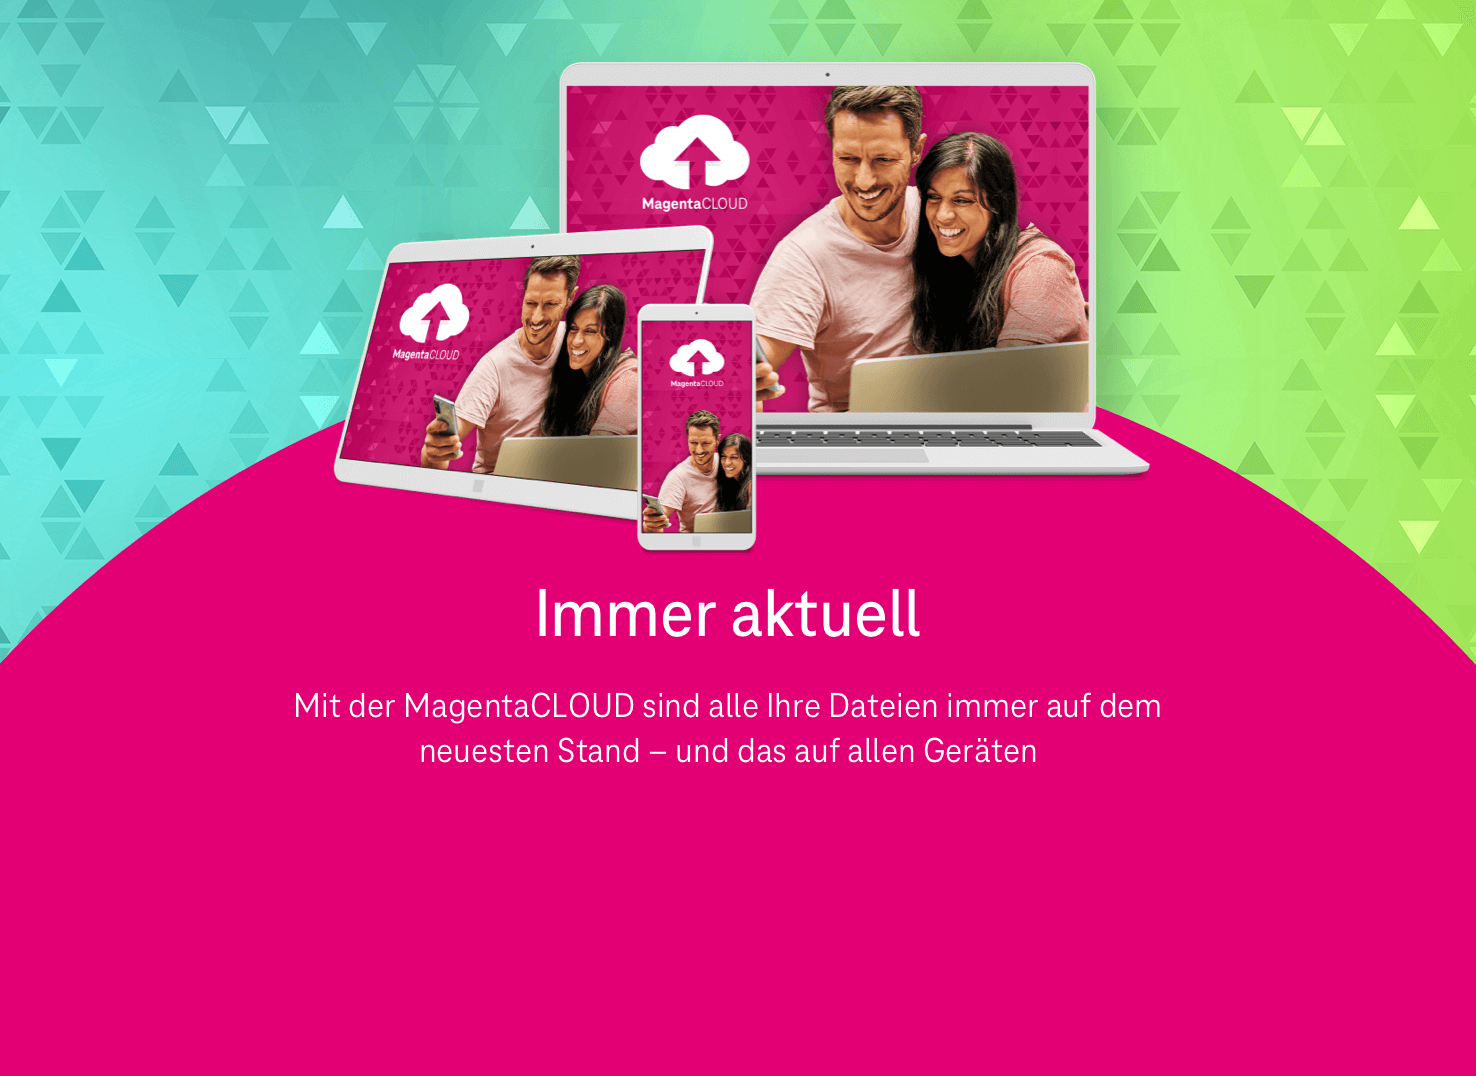 MagentaCLOUD
MagentaCLOUD
MagentaCLOUD
Immer aktuell
Mit der MagentaCLOUD sind alle Ihre Dateien immer auf dem
neuesten Stand – und das auf allen Geräten